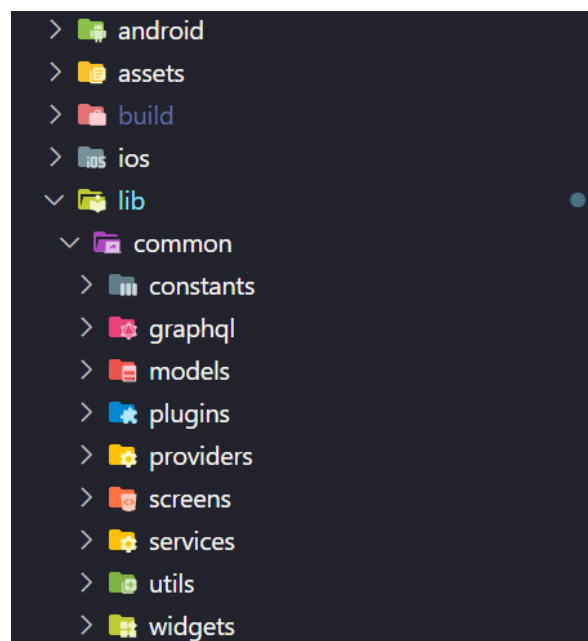 android
assets
build
ios
lib
common
constants
graphql
models
plugins
providers
screens
services
utils
widgets